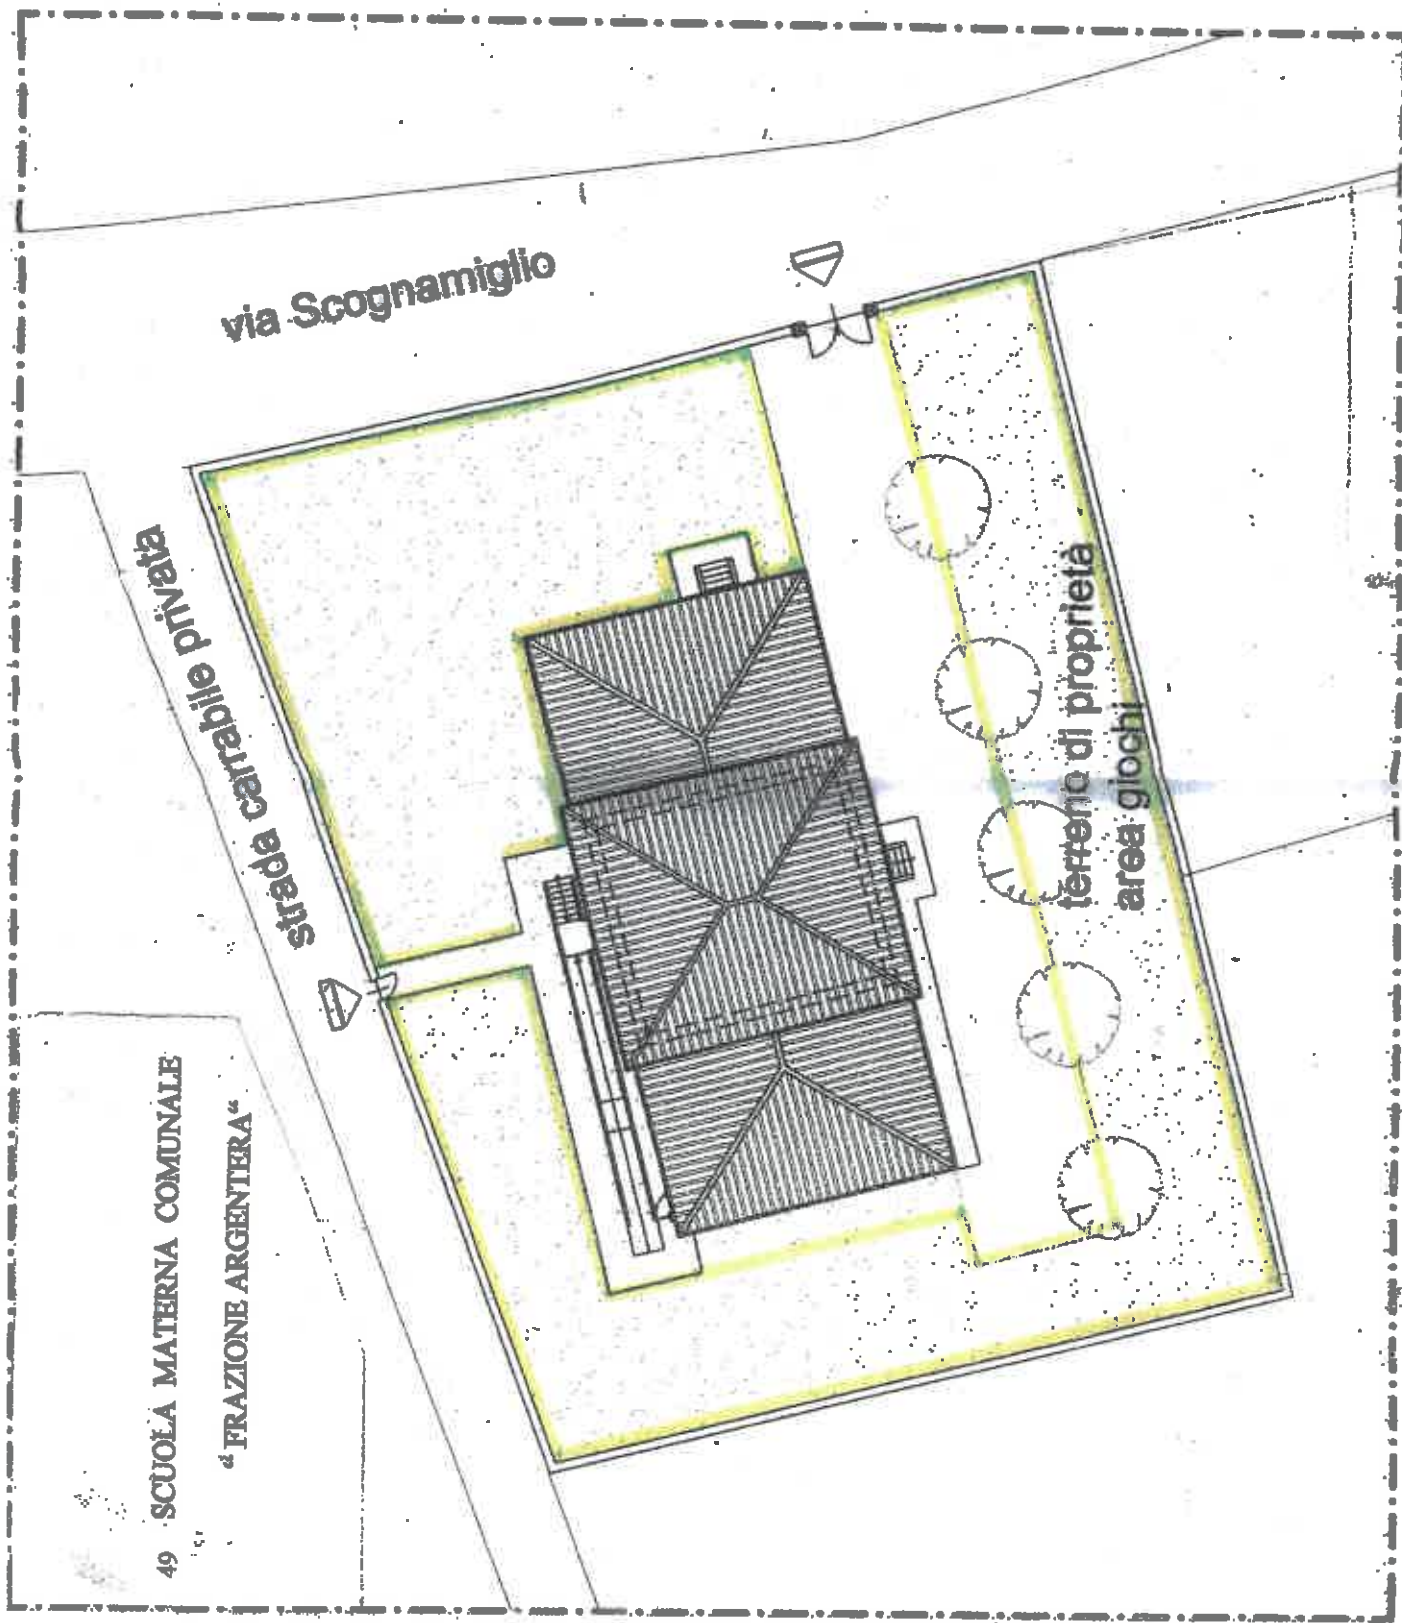 via Scognamiglio
strada carrabile privata
terreno di proprietà
area giochi
49 SCUOLA MATERNA COMUNALE
“ FRAZIONE ARGENTERA “